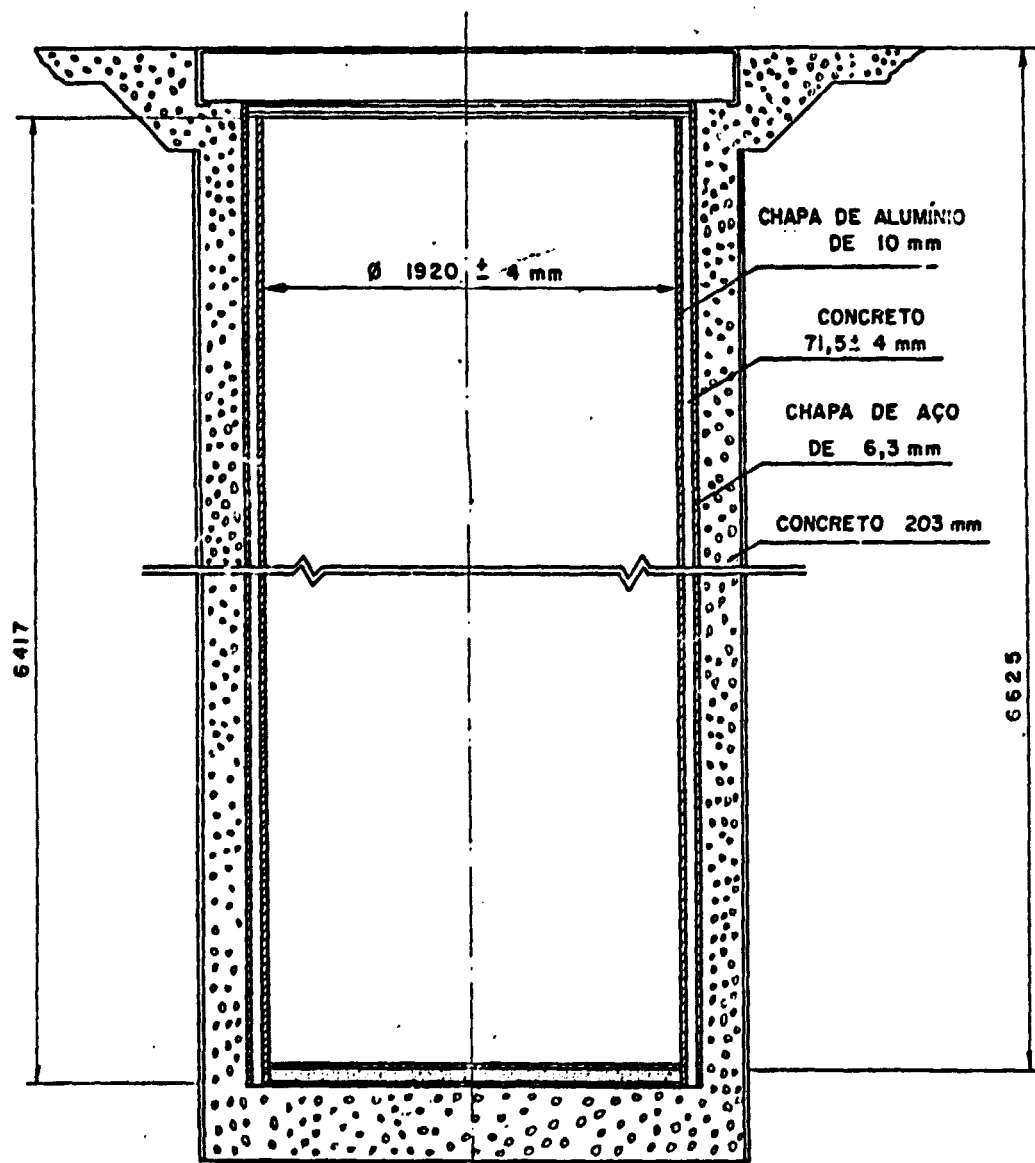 CHAPA DE ALUMÍNIO
DE 10 mm
Ø 1920 ± 4 mm
CONCRETO
71,5± 4 mm
CHAPA DE AÇO
DE 6,3 mm
CONCRETO 203 mm
6417
6625